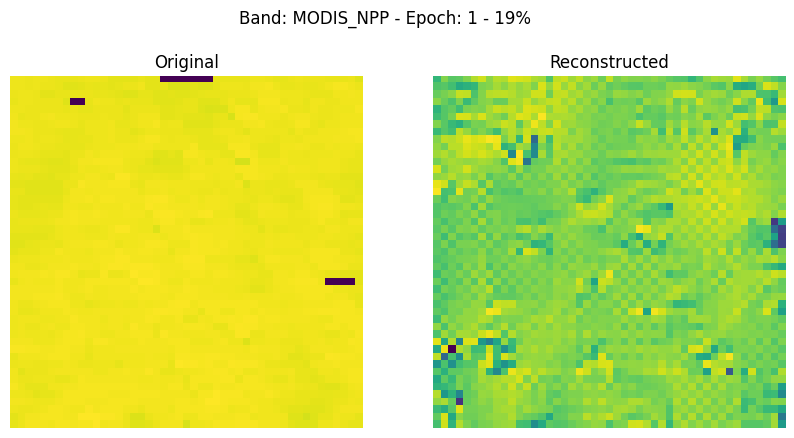 Band: MODIS_NPP - Epoch: 1 - 19%
Original
Reconstructed